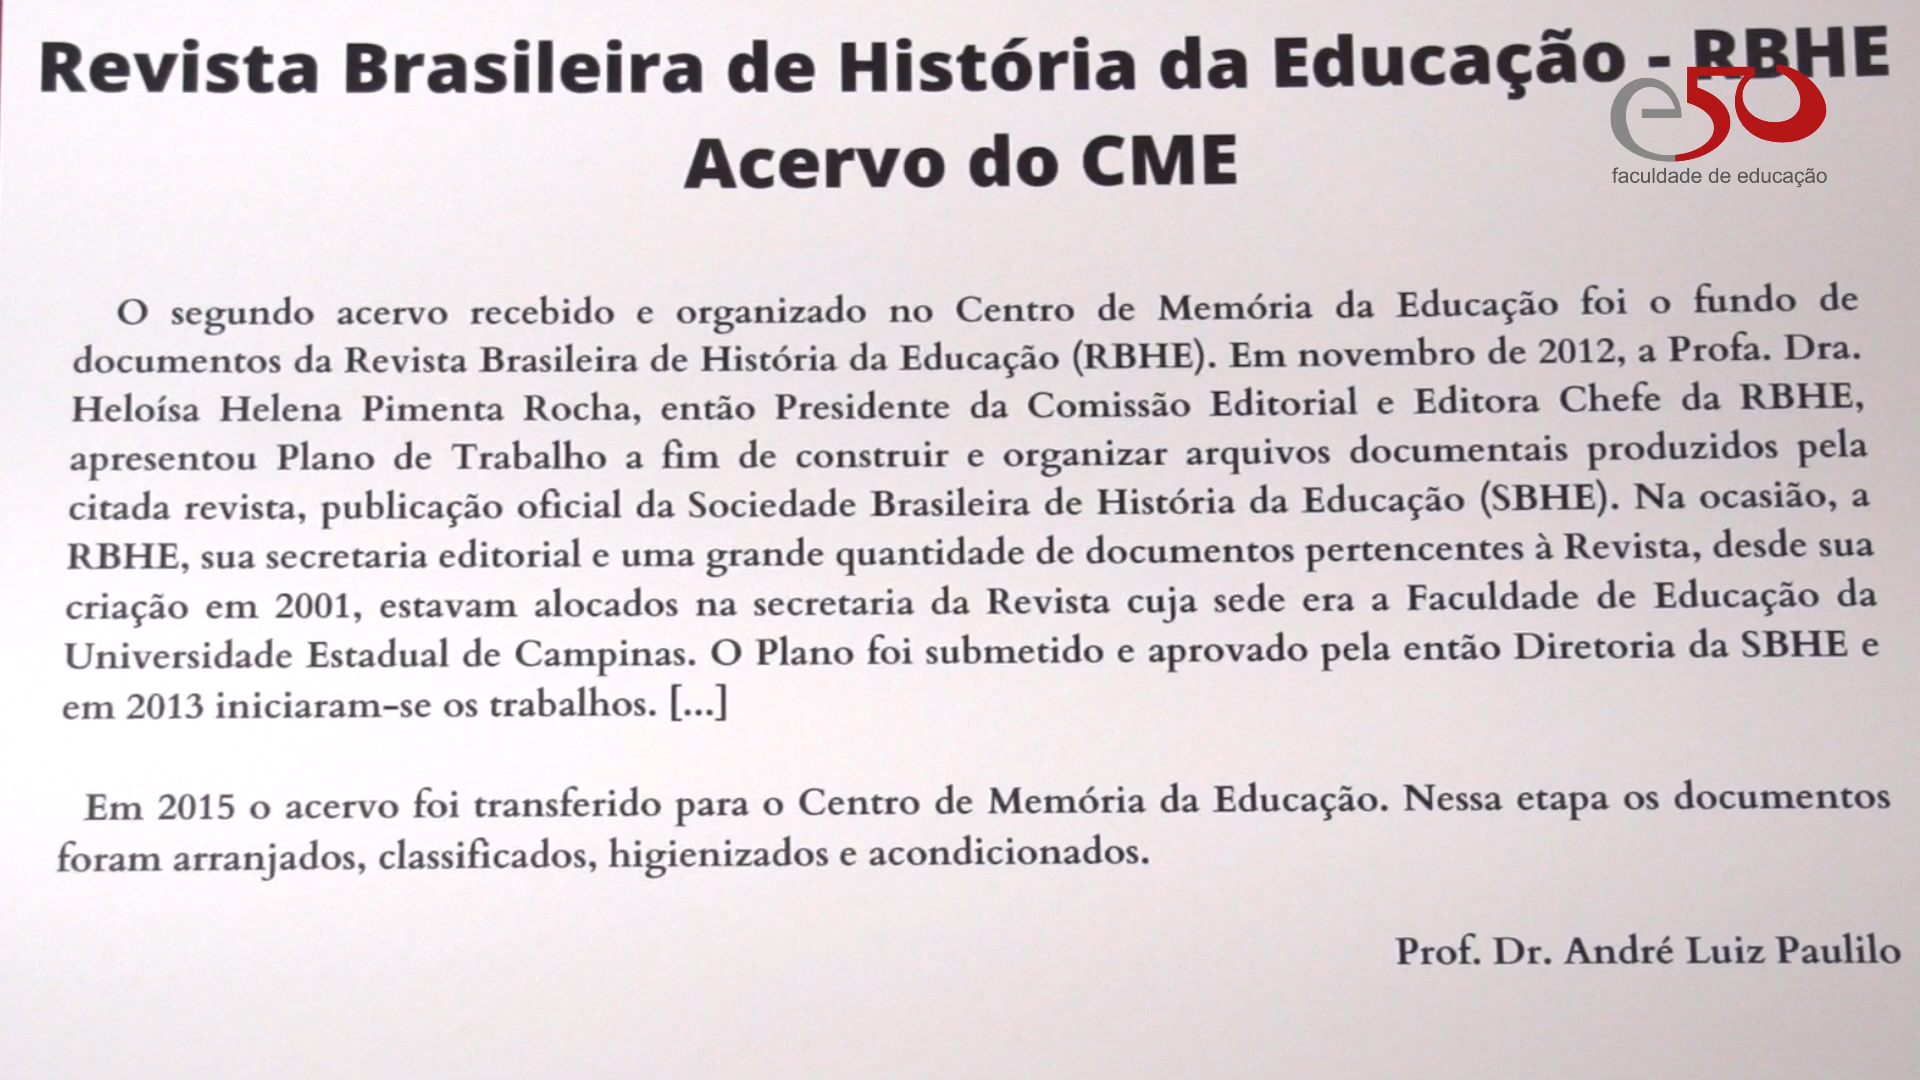 Revista Brasileira de História da Educação - RBHE
Acervo do CME
e50
faculdade de educação
O segundo acervo recebido e organizado no Centro de Memória da Educação foi o fundo de
documentos da Revista Brasileira de História da Educação (RBHE). Em novembro de 2012, a Profa. Dra.
Heloísa Helena Pimenta Rocha, então Presidente da Comissão Editorial e Editora Chefe da RBHE,
apresentou Plano de Trabalho a fim de construir e organizar arquivos documentais produzidos pela
citada revista, publicação oficial da Sociedade Brasileira de História da Educação (SBHE). Na ocasião, a
RBHE, sua secretaria editorial e uma grande quantidade de documentos pertencentes à Revista, desde sua
criação em 2001, estavam alocados na secretaria da Revista cuja sede era a Faculdade de Educação da
Universidade Estadual de Campinas. O Plano foi submetido e aprovado pela então Diretoria da SBHE e
em 2013 iniciaram-se os trabalhos. [...]
Em 2015 o acervo foi transferido para o Centro de Memória da Educação. Nessa etapa os documentos
foram arranjados, classificados, higienizados e acondicionados.
Prof. Dr. André Luiz Paulilo